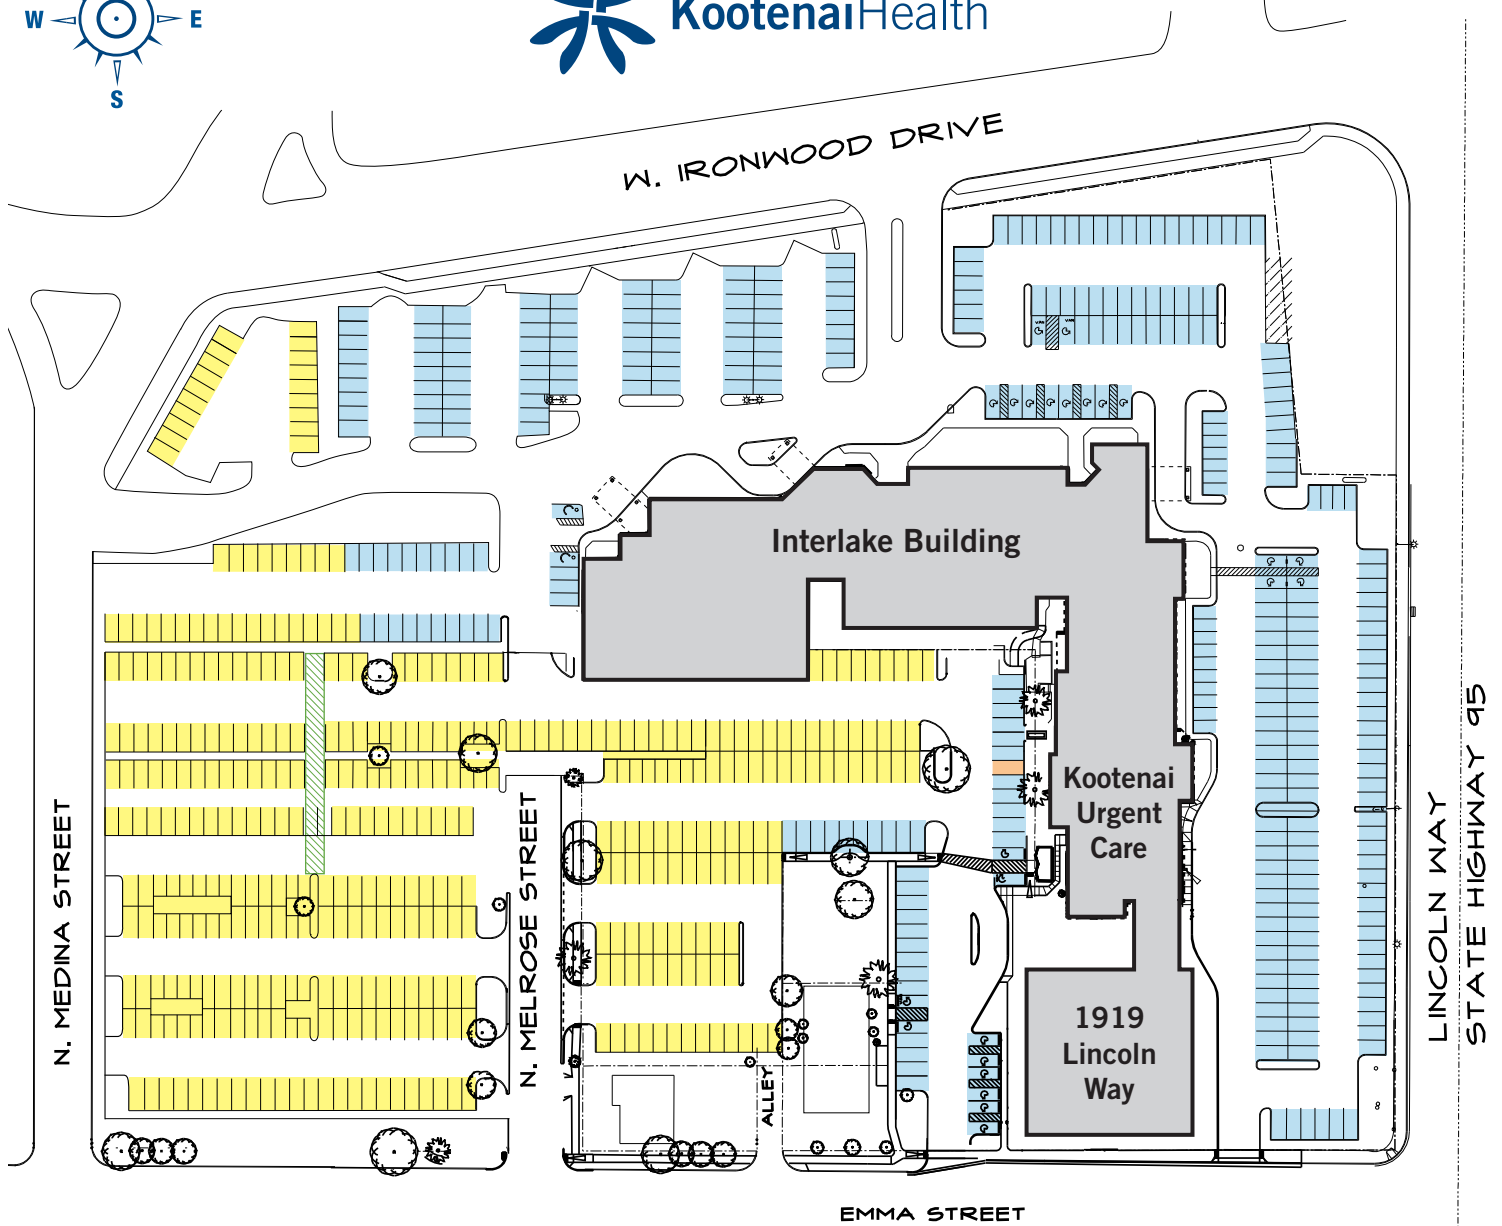 KootenaiHealth
W
E
S
W. IRONWOOD DRIVE
Interlake Building
Kootenai
Urgent
Care
1919
Lincoln
Way
N. MEDINA STREET
N. MELROSE STREET
ALLEY
LINCOLN WAY
STATE HIGHWAY 95
EMMA STREET